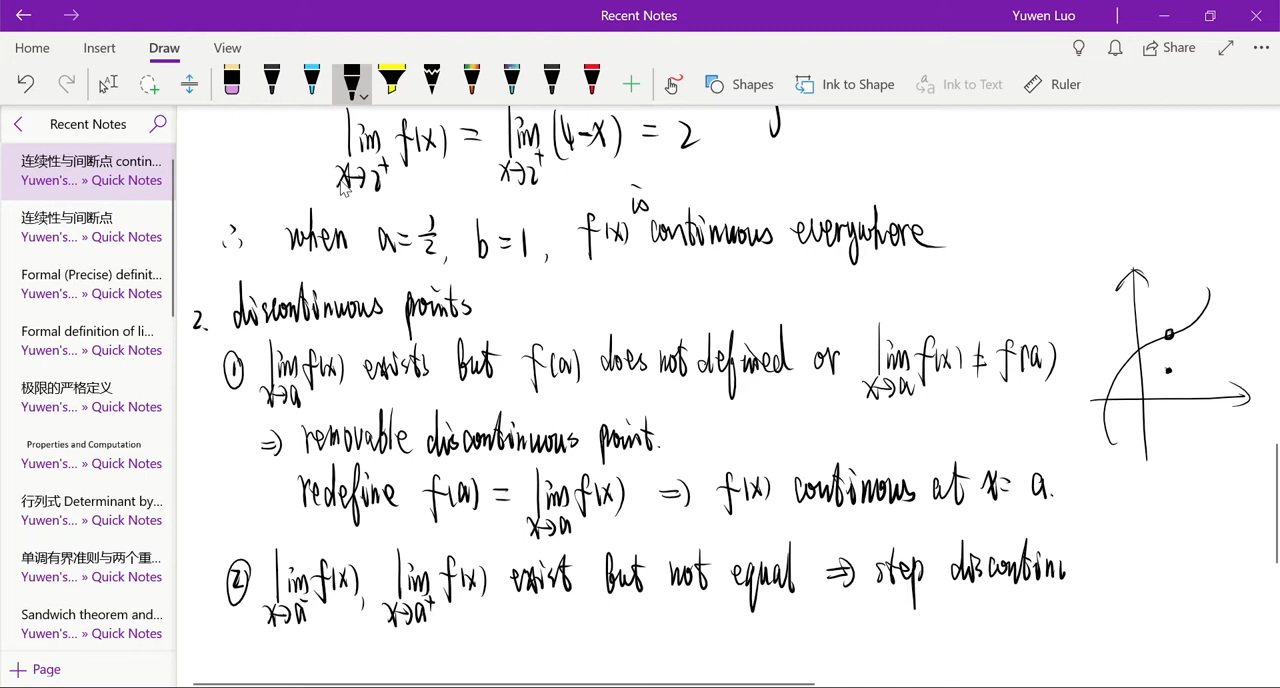 Recent Notes
Yuwen Luo
Home Insert Draw View
Share
Shapes
Ink to Shape
Ink to Text
Ruler
Recent Notes
连续性与间断点 contin...
Yuwen's... » Quick Notes
连续性与间断点
Yuwen's... » Quick Notes
Formal (Precise) definit...
Yuwen's... » Quick Notes
Formal definition of li...
Yuwen's... » Quick Notes
极限的严格定义
Yuwen's... » Quick Notes
Properties and Computation
Yuwen's... » Quick Notes
行列式 Determinant by...
Yuwen's... » Quick Notes
单调有界准则与两个重...
Yuwen's... » Quick Notes
Sandwich theorem and...
Yuwen's... » Quick Notes
Page
lim f(x) = lim (4-x) = 2
x→2⁺ x→2⁺
∴ when a=3/2, b=1, f(x) is continuous everywhere
2. discontinuous points
① lim f(x) exists but f(a) does not defined or lim f(x) ≠ f(a)
x→a x→a
⇒ removable discontinuous point.
redefine f(a) = lim f(x) ⇒ f(x) continous at x= a.
x→a
② lim f(x), lim f(x) exist but not equal ⇒ step discontinu
x→a⁻ x→a⁺